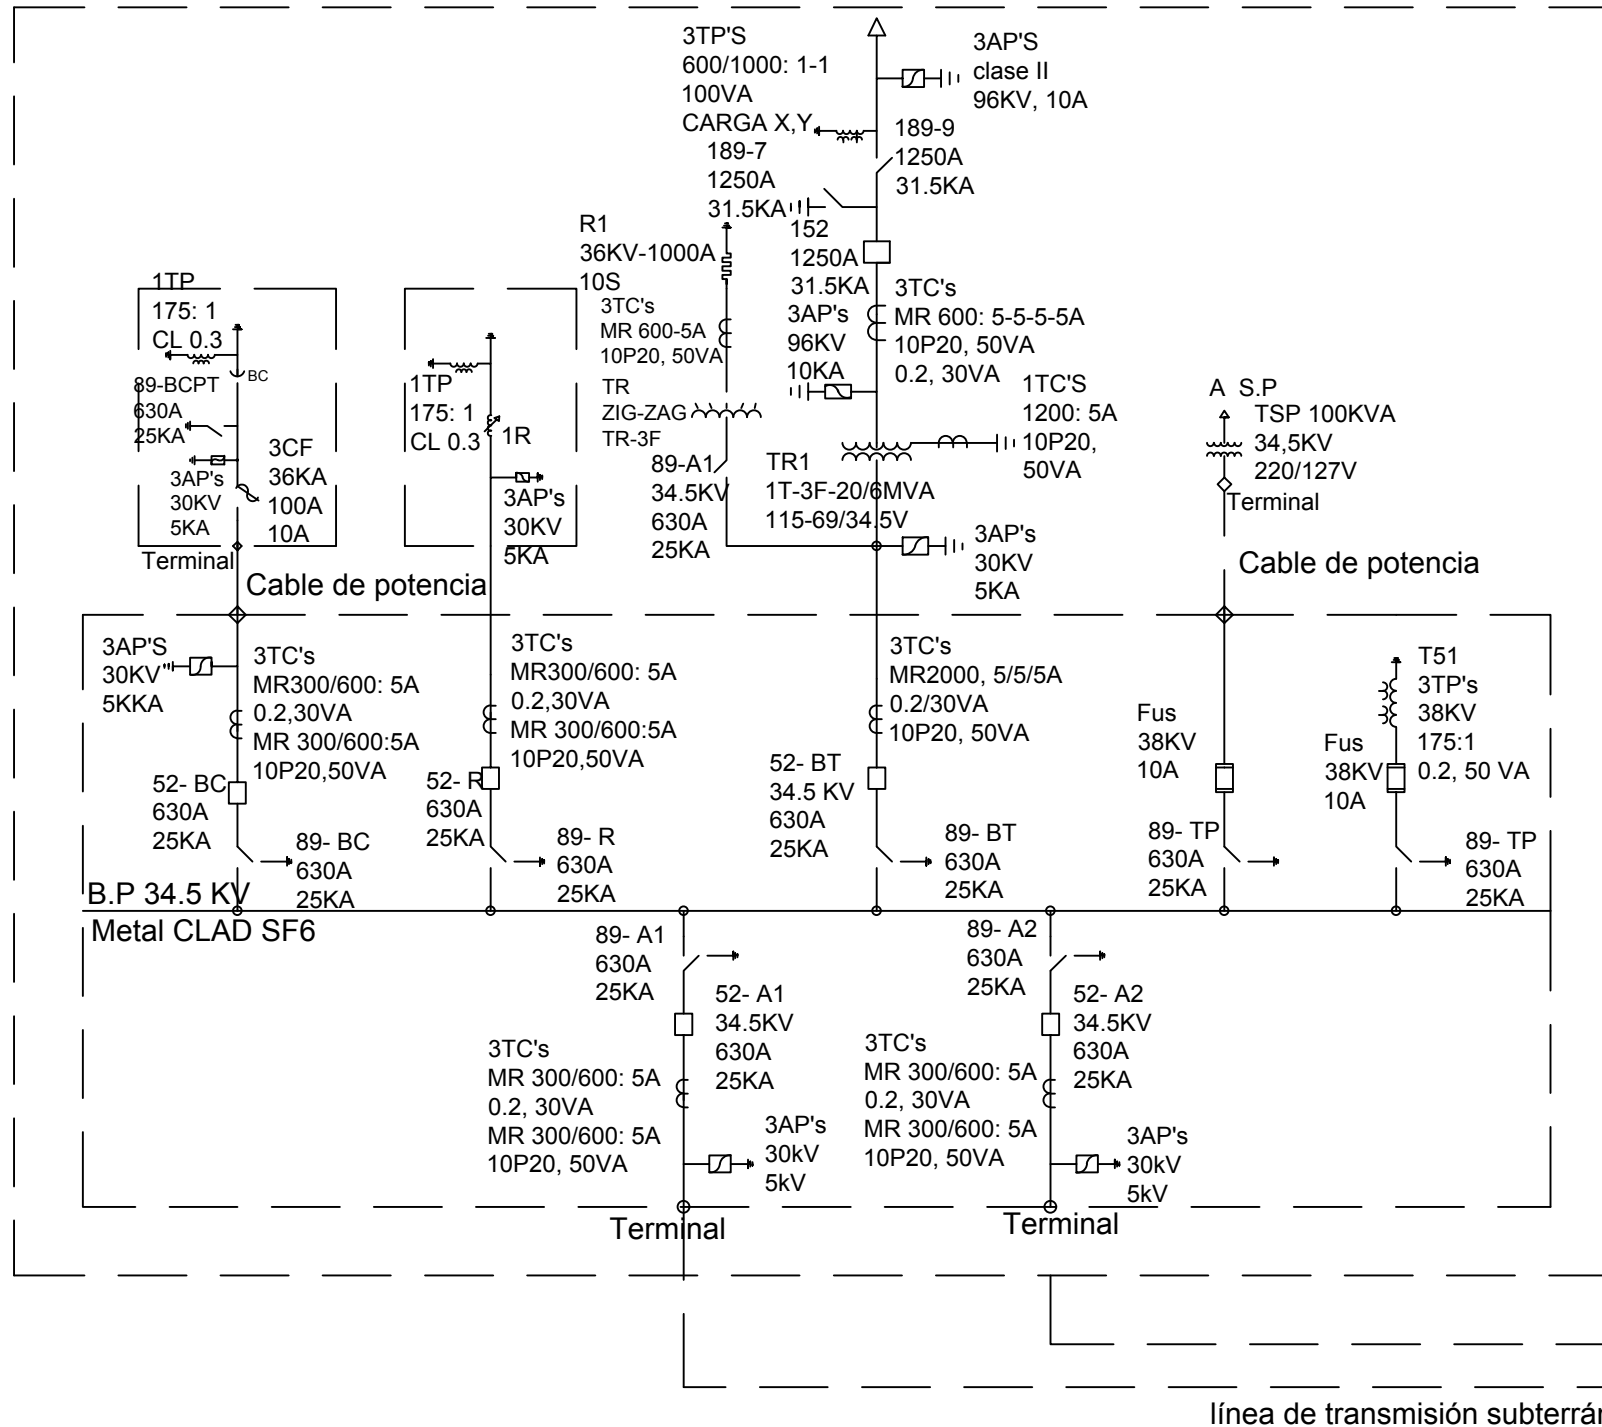 3TP'S
600/1000: 1-1
100VA
CARGA X,Y
3AP'S
clase II
96KV, 10A
189-9
1250A
31.5KA
189-7
1250A
31.5KA
152
1250A
31.5KA
R1
36KV-1000A
10S
3TC's
MR 600-5A
10P20, 50VA
TR
ZIG-ZAG
TR-3F
3AP's
96KV
10KA
3TC's
MR 600: 5-5-5-5A
10P20, 50VA
0.2, 30VA
1TC'S
1200: 5A
10P20,
50VA
1TP
175: 1
CL 0.3
BC
89-BCPT
630A
25KA
3CF
36KA
100A
10A
3AP's
30KV
5KA
Terminal
1TP
175: 1
CL 0.3
1R
3AP's
30KV
5KA
89-A1
34.5KV
630A
25KA
TR1
1T-3F-20/6MVA
115-69/34.5V
3AP's
30KV
5KA
A S.P
TSP 100KVA
34,5KV
220/127V
Terminal
Cable de potencia
Cable de potencia
3AP'S
30KV
5KKA
3TC's
MR300/600: 5A
0.2,30VA
MR 300/600:5A
10P20,50VA
3TC's
MR300/600: 5A
0.2,30VA
MR 300/600:5A
10P20,50VA
3TC's
MR2000, 5/5/5A
0.2/30VA
10P20, 50VA
T51
3TP's
38KV
175:1
0.2, 50 VA
Fus
38KV
10A
Fus
38KV
10A
52- BC
630A
25KA
89- BC
630A
25KA
52- R
630A
25KA
89- R
630A
25KA
52- BT
34.5 KV
630A
25KA
89- BT
630A
25KA
89- TP
630A
25KA
89- TP
630A
25KA
B.P 34.5 KV
Metal CLAD SF6
89- A1
630A
25KA
52- A1
34.5KV
630A
25KA
3TC's
MR 300/600: 5A
0.2, 30VA
MR 300/600: 5A
10P20, 50VA
3AP's
30kV
5kV
89- A2
630A
25KA
52- A2
34.5KV
630A
25KA
3TC's
MR 300/600: 5A
0.2, 30VA
MR 300/600: 5A
10P20, 50VA
3AP's
30kV
5kV
Terminal
Terminal
línea de transmisión subterrán